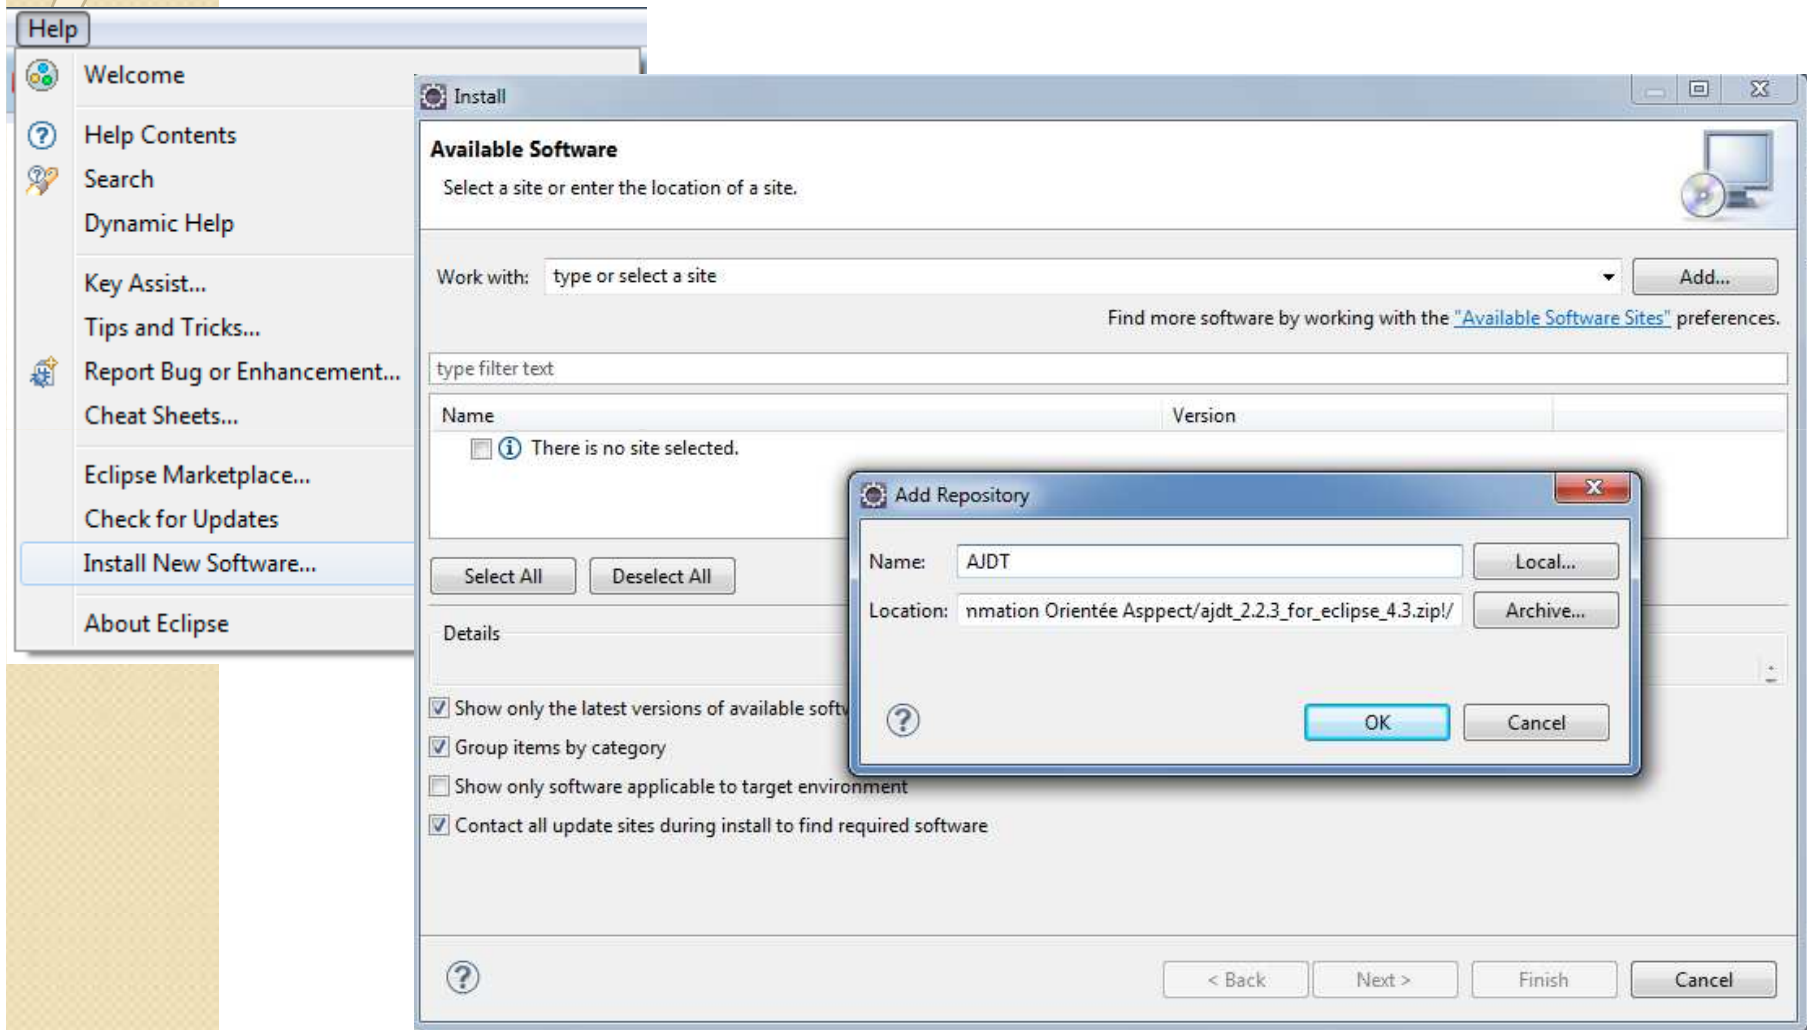 Help
Welcome
Help Contents
Search
Dynamic Help
Key Assist...
Tips and Tricks...
Report Bug or Enhancement...
Cheat Sheets...
Eclipse Marketplace...
Check for Updates
Install New Software...
About Eclipse
Install
Available Software
Select a site or enter the location of a site.
Work with: type or select a site Add...
Find more software by working with the "Available Software Sites" preferences.
type filter text
Name Version
There is no site selected.
Select All Deselect All
Details
Show only the latest versions of available softw
Group items by category
Show only software applicable to target environment
Contact all update sites during install to find required software
< Back Next > Finish Cancel
Add Repository
Name: AJDT Local...
Location: nmation Orientée Asppect/ajdt_2.2.3_for_eclipse_4.3.zip!/ Archive...
OK Cancel